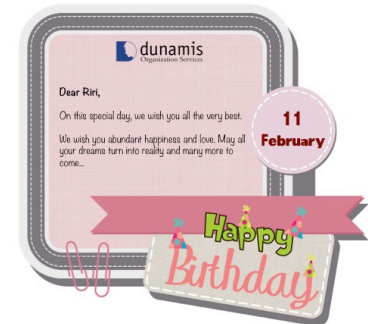 dunamis
Organization Services
Dear Riri,
On this special day, we wish you all the very best.
We wish you abundant happiness and love. May all
your dreams turn into reality and many more to
come...
11
February
Happy
Birthday